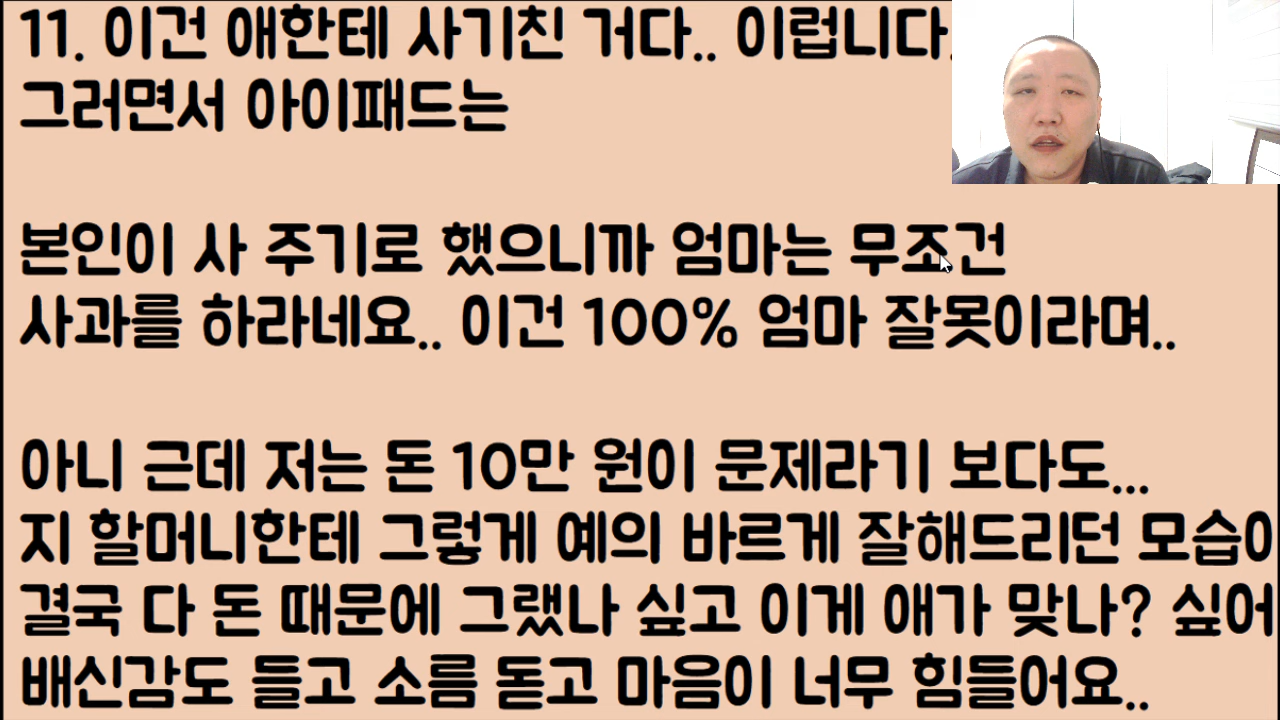 11. 이건 애한테 사기친 거다.. 이럽니다.
그러면서 아이패드는
본인이 사 주기로 했으니까 엄마는 무조건
사과를 하라네요.. 이건 100% 엄마 잘못이라며..
아니 근데 저는 돈 10만 원이 문제라기 보다도...
지 할머니한테 그렇게 예의 바르게 잘해드리던 모습이
결국 다 돈 때문에 그랬나 싶고 이게 애가 맞나? 싶어
배신감도 들고 소름 돋고 마음이 너무 힘들어요..